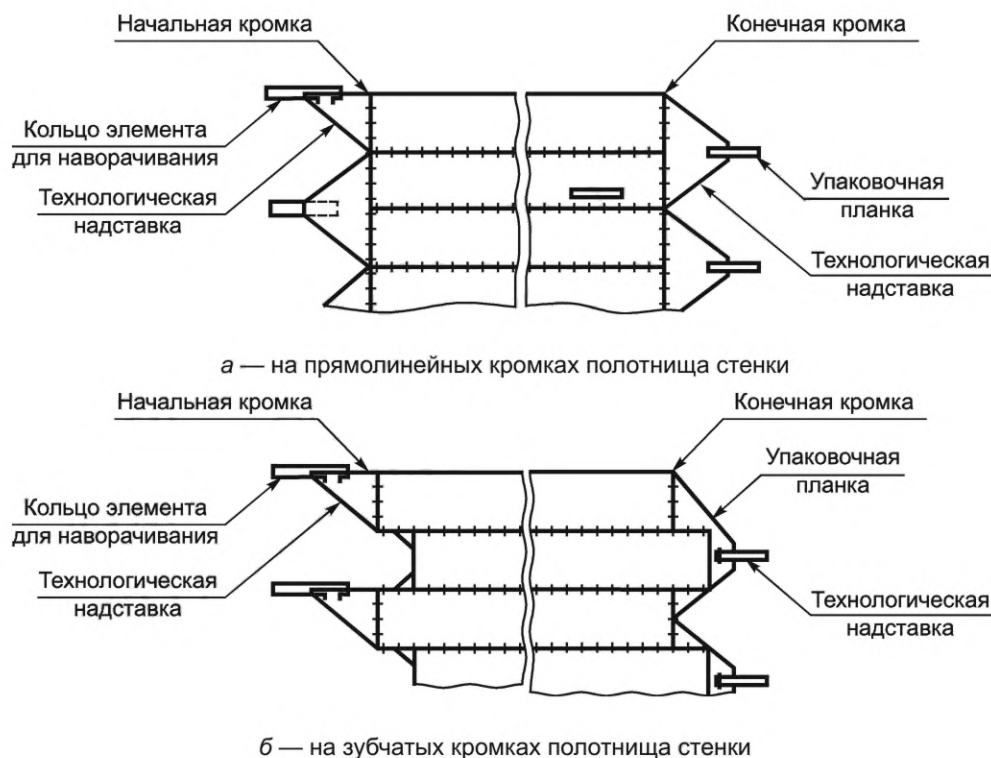 Начальная кромка
Конечная кромка
Кольцо элемента
для наворачивания
Технологическая
надставка
Упаковочная
планка
Технологическая
надставка
а — на прямолинейных кромках полотнища стенки
Начальная кромка
Конечная кромка
Упаковочная
планка
Кольцо элемента
для наворачивания
Технологическая
надставка
Технологическая
надставка
б — на зубчатых кромках полотнища стенки